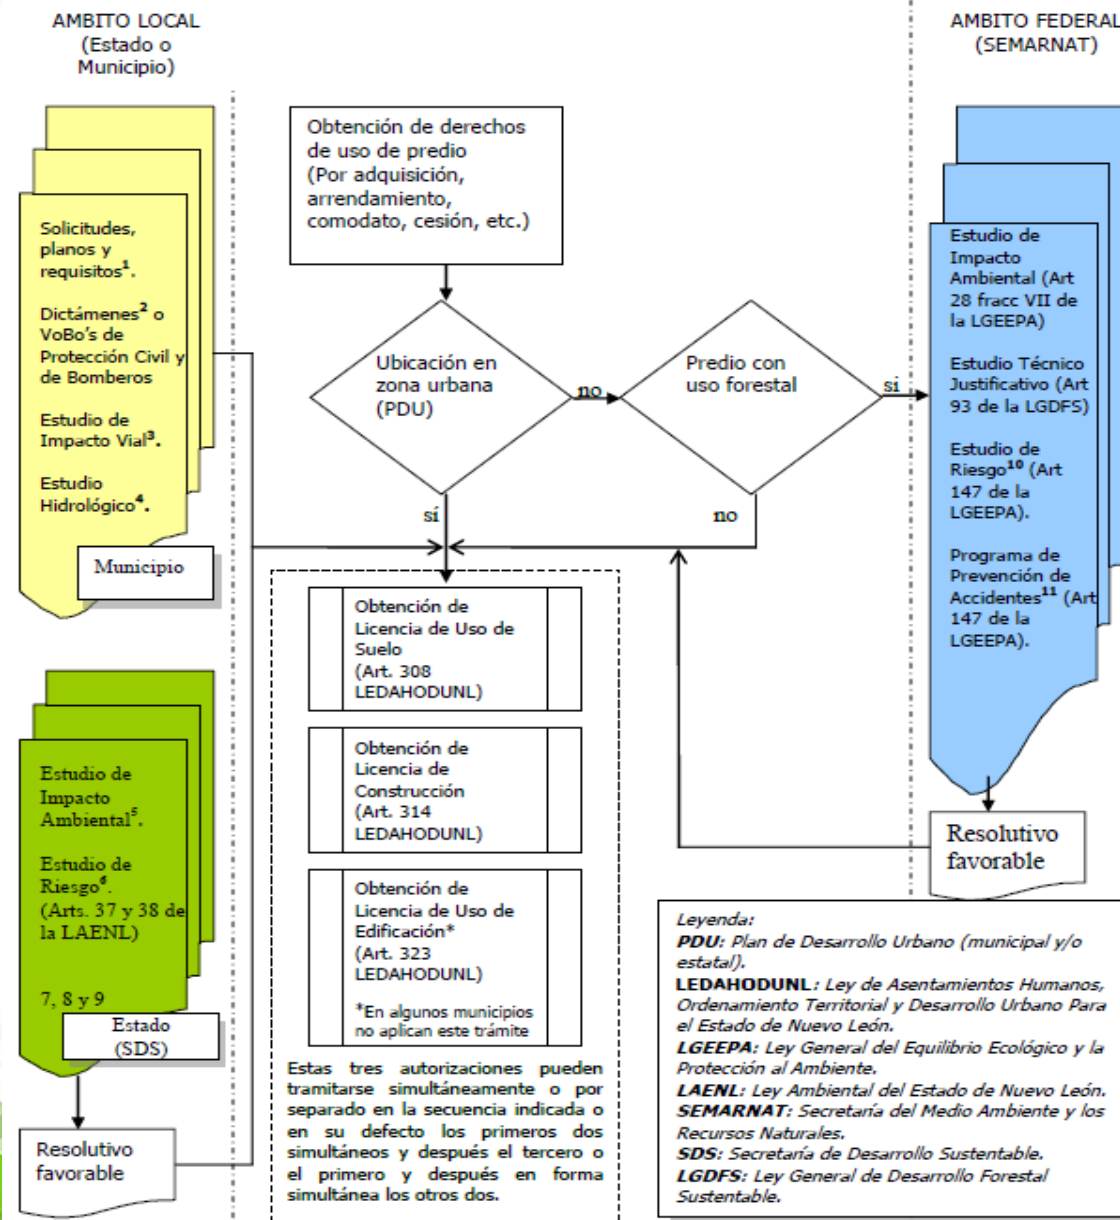 AMBITO LOCAL
(Estado o
Municipio)
AMBITO FEDERAL
(SEMARNAT)
Solicitudes,
planos y
requisitos¹.
Dictámenes² o
VoBo's de
Protección Civil y
de Bomberos
Estudio de
Impacto Vial³.
Estudio
Hidrológico⁴.
Municipio
Estudio de
Impacto
Ambiental⁵.
Estudio de
Riesgo⁶.
(Arts. 37 y 38 de
la LAENL)
7, 8 y 9
Estado
(SDS)
Resolutivo
favorable
Obtención de derechos
de uso de predio
(Por adquisición,
arrendamiento,
comodato, cesión, etc.)
Ubicación en
zona urbana
(PDU)
no
Predio con
uso forestal
si
sí
no
Obtención de
Licencia de Uso de
Suelo
(Art. 308
LEDAHODUNL)
Obtención de
Licencia de
Construcción
(Art. 314
LEDAHODUNL)
Obtención de
Licencia de Uso de
Edificación*
(Art. 323
LEDAHODUNL)
*En algunos municipios
no aplican este trámite
Estas tres autorizaciones pueden
tramitarse simultáneamente o por
separado en la secuencia indicada o
en su defecto los primeros dos
simultáneos y después el tercero o
el primero y después en forma
simultánea los otros dos.
Estudio de
Impacto
Ambiental (Art
28 fracc VII de
la LGEEPA)
Estudio Técnico
Justificativo (Art
93 de la LGDFS)
Estudio de
Riesgo¹⁰ (Art
147 de la
LGEEPA).
Programa de
Prevención de
Accidentes¹¹ (Art
147 de la
LGEEPA).
Resolutivo
favorable
Leyenda:
PDU: Plan de Desarrollo Urbano (municipal y/o
estatal).
LEDAHODUNL: Ley de Asentamientos Humanos,
Ordenamiento Territorial y Desarrollo Urbano Para
el Estado de Nuevo León.
LGEEPA: Ley General del Equilibrio Ecológico y la
Protección al Ambiente.
LAENL: Ley Ambiental del Estado de Nuevo León.
SEMARNAT: Secretaría del Medio Ambiente y los
Recursos Naturales.
SDS: Secretaría de Desarrollo Sustentable.
LGDFS: Ley General de Desarrollo Forestal
Sustentable.